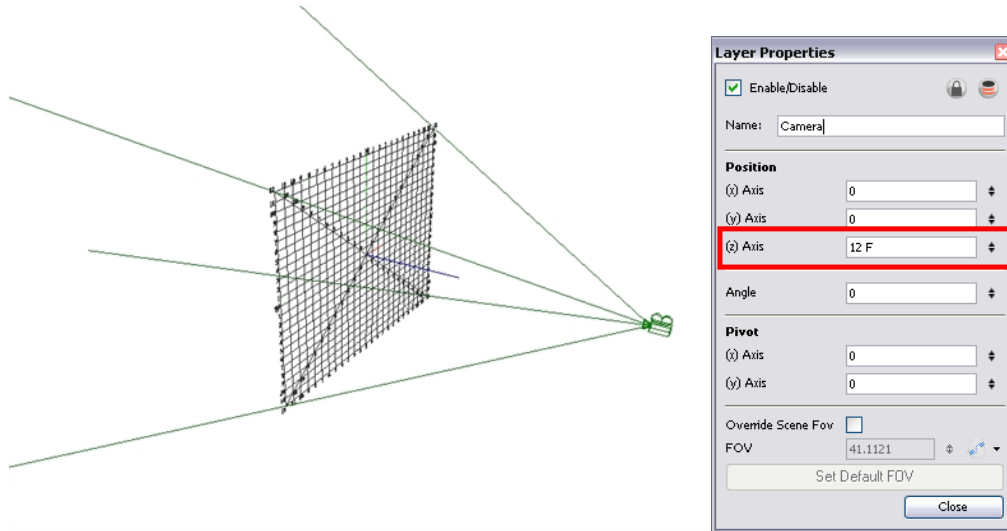 Layer Properties
Enable/Disable
Name: Camera
Position
(x) Axis 0
(y) Axis 0
(z) Axis 12 F
Angle 0
Pivot
(x) Axis 0
(y) Axis 0
Override Scene Fov
FOV 41.1121
Set Default FOV
Close